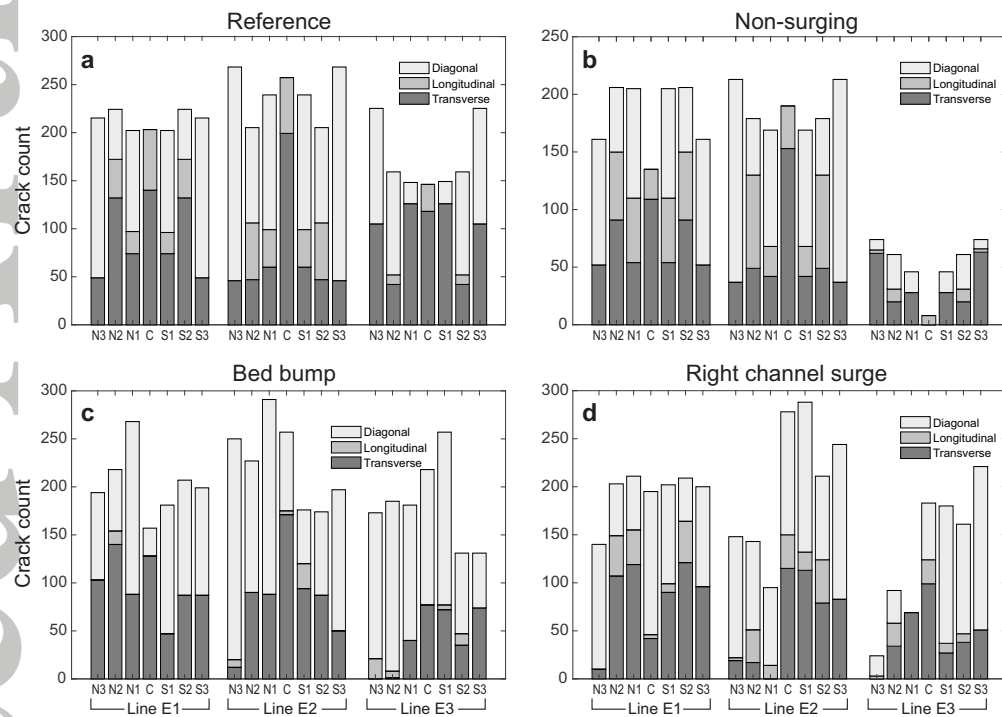 Reference
Non-surging
300
250
200
150
100
50
0
Crack count
a
Diagonal
Longitudinal
Transverse
N3 N2 N1 C S1 S2 S3
N3 N2 N1 C S1 S2 S3
N3 N2 N1 C S1 S2 S3
250
200
150
100
50
0
b
Diagonal
Longitudinal
Transverse
N3 N2 N1 C S1 S2 S3
N3 N2 N1 C S1 S2 S3
N3 N2 N1 C S1 S2 S3
Bed bump
Right channel surge
300
250
200
150
100
50
0
Crack count
c
Diagonal
Longitudinal
Transverse
N3 N2 N1 C S1 S2 S3
N3 N2 N1 C S1 S2 S3
N3 N2 N1 C S1 S2 S3
Line E1
Line E2
Line E3
300
250
200
150
100
50
0
d
Diagonal
Longitudinal
Transverse
N3 N2 N1 C S1 S2 S3
N3 N2 N1 C S1 S2 S3
N3 N2 N1 C S1 S2 S3
Line E1
Line E2
Line E3